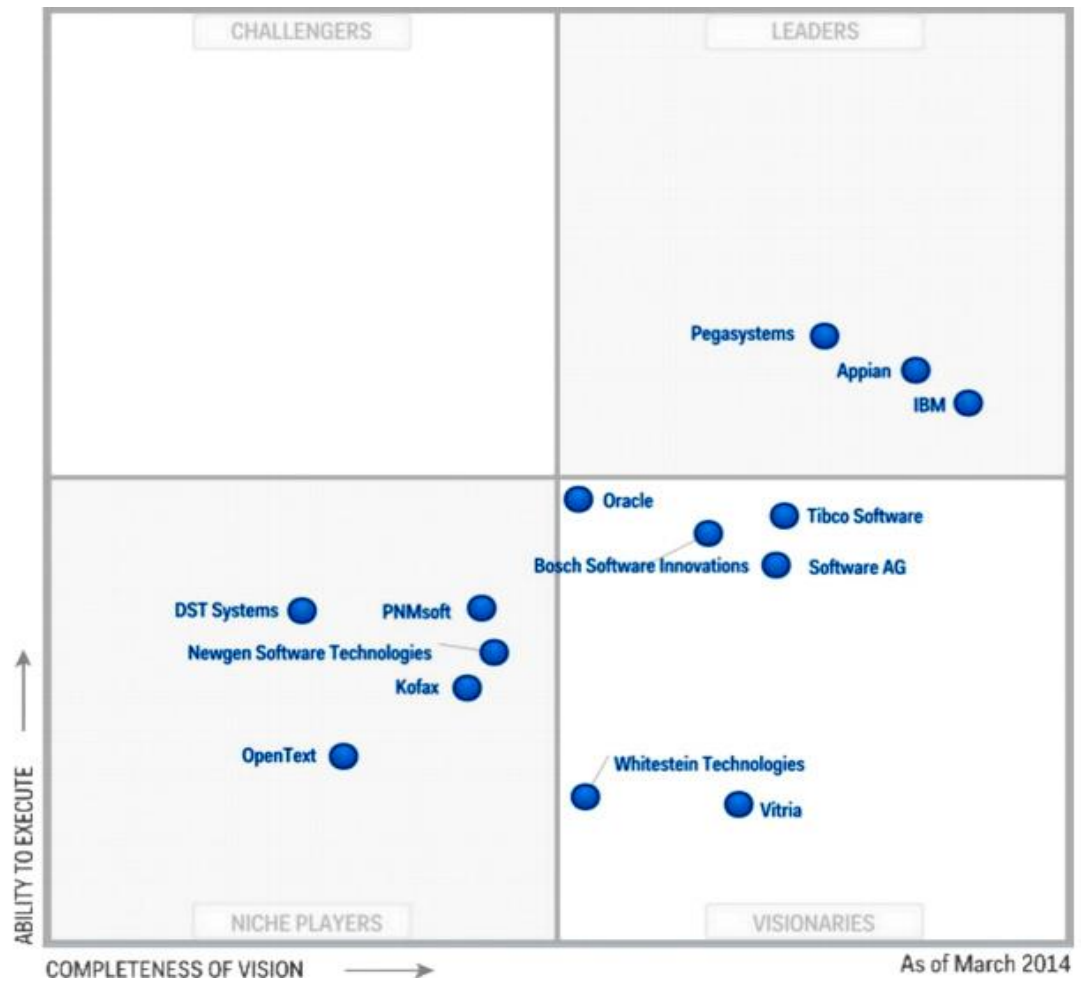 CHALLENGERS
LEADERS
Pegasystems
Appian
IBM
Oracle
Tibco Software
Bosch Software Innovations
Software AG
DST Systems
PNMsoft
Newgen Software Technologies
Kofax
OpenText
Whitestein Technologies
Vitria
NICHE PLAYERS
VISIONARIES
ABILITY TO EXECUTE
COMPLETENESS OF VISION
As of March 2014